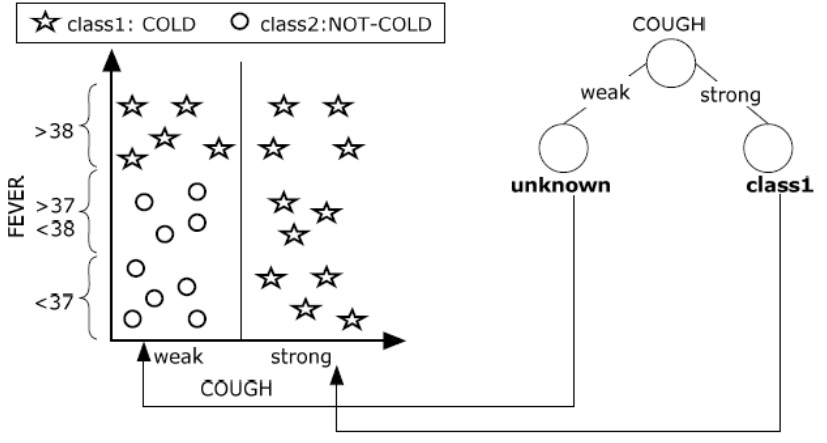 class1: COLD class2:NOT-COLD
COUGH
weak strong
>38
unknown class1
FEVER
>37
<38
<37
weak strong
COUGH